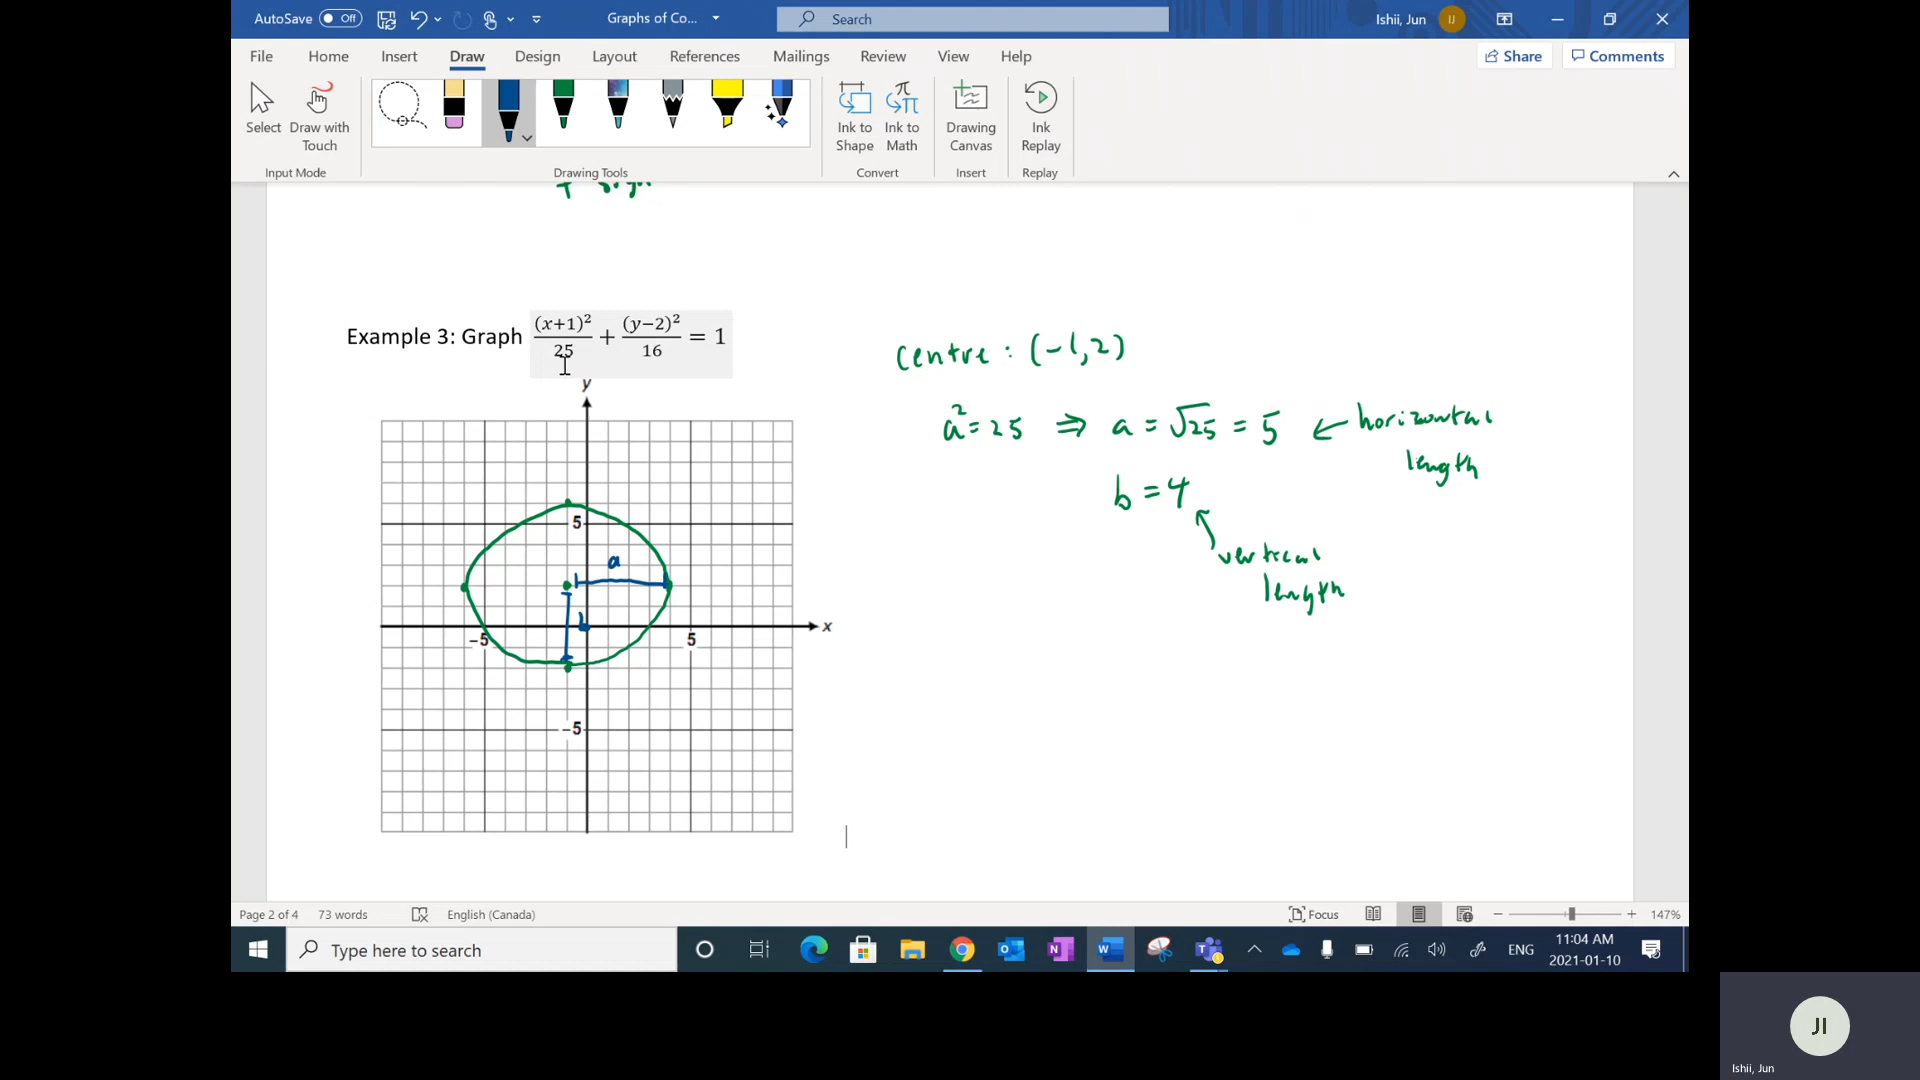 AutoSave Off Graphs of Co... Search Ishii, Jun IJ
File Home Insert Draw Design Layout References Mailings Review View Help Share Comments
Select Draw with Touch Ink to Shape Ink to Math Drawing Canvas Ink Replay
Input Mode Drawing Tools Convert Insert Replay
Example 3: Graph (x+1)²/25 + (y−2)²/16 = 1
centre : (-1,2)
a² = 25 ⇒ a = √25 = 5 ← horizontal
length
b = 4
vertical
length
y
5
a
b
x
−5 5
−5
Page 2 of 4 73 words English (Canada) Focus − + 147%
Type here to search ENG 11:04 AM
2021-01-10
JI
Ishii, Jun